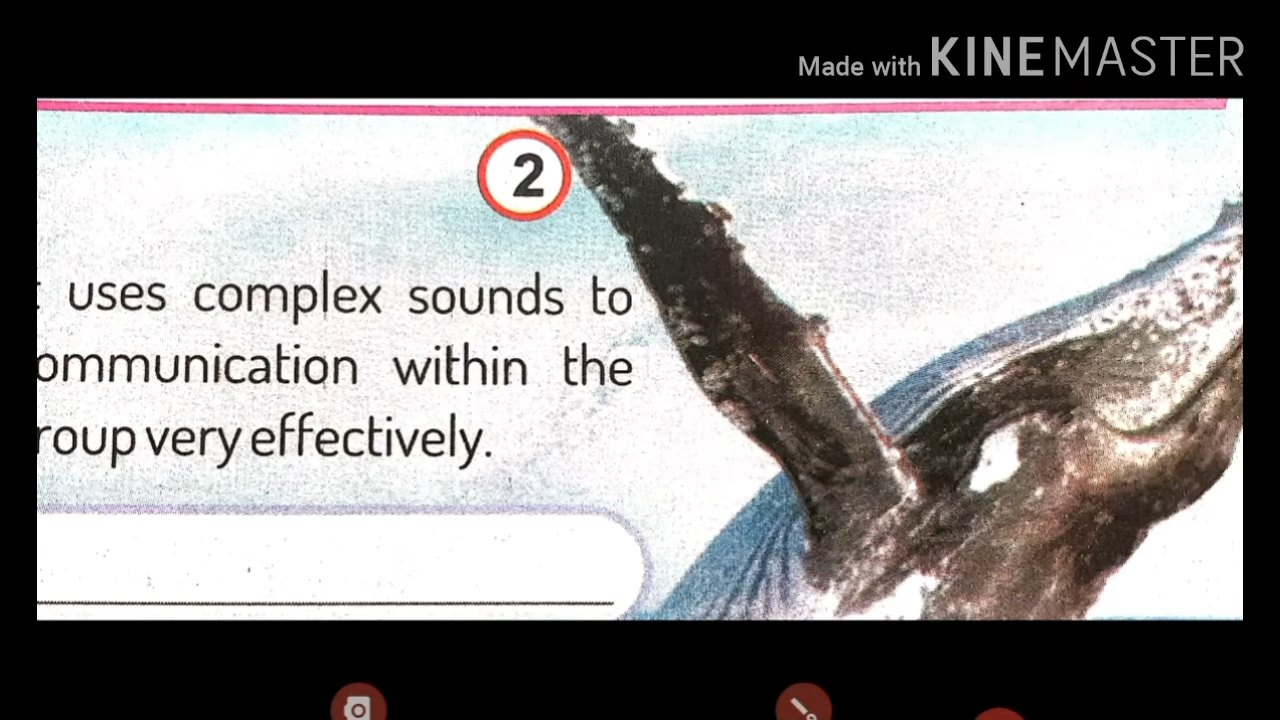 Made with KINEMASTER
2
uses complex sounds to
ommunication within the
roup very effectively.